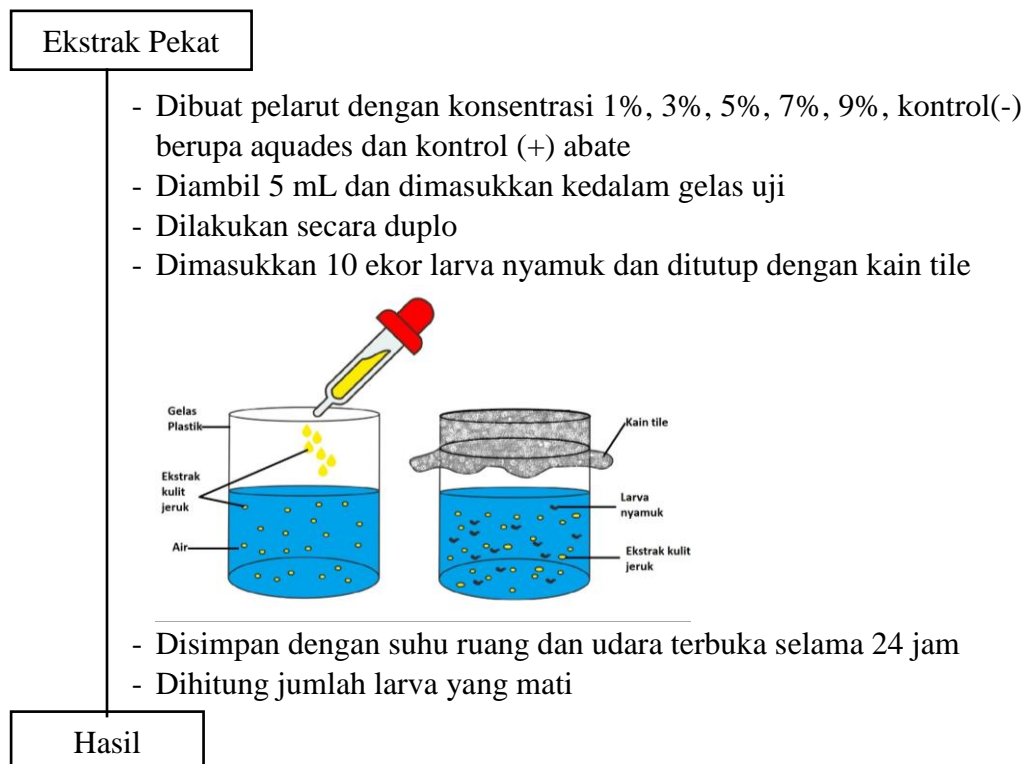 Ekstrak Pekat
- Dibuat pelarut dengan konsentrasi 1%, 3%, 5%, 7%, 9%, kontrol(-)
berupa aquades dan kontrol (+) abate
- Diambil 5 mL dan dimasukkan kedalam gelas uji
- Dilakukan secara duplo
- Dimasukkan 10 ekor larva nyamuk dan ditutup dengan kain tile
Gelas
Plastik
Ekstrak
kulit
jeruk
Air
Kain tile
Larva
nyamuk
Ekstrak kulit
jeruk
- Disimpan dengan suhu ruang dan udara terbuka selama 24 jam
- Dihitung jumlah larva yang mati
Hasil